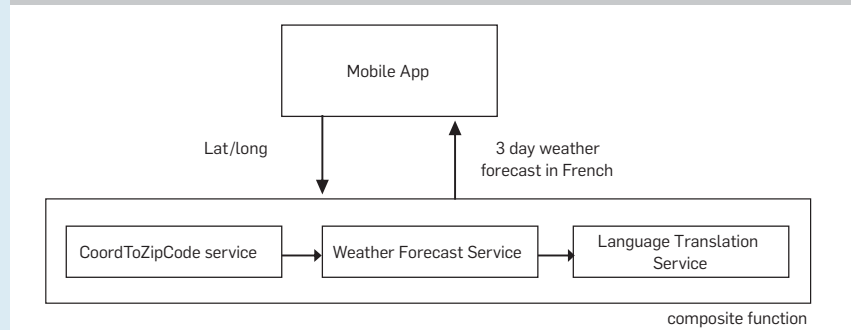 Mobile App
Lat/long
3 day weather
forecast in French
CoordToZipCode service
Weather Forecast Service
Language Translation
Service
composite function